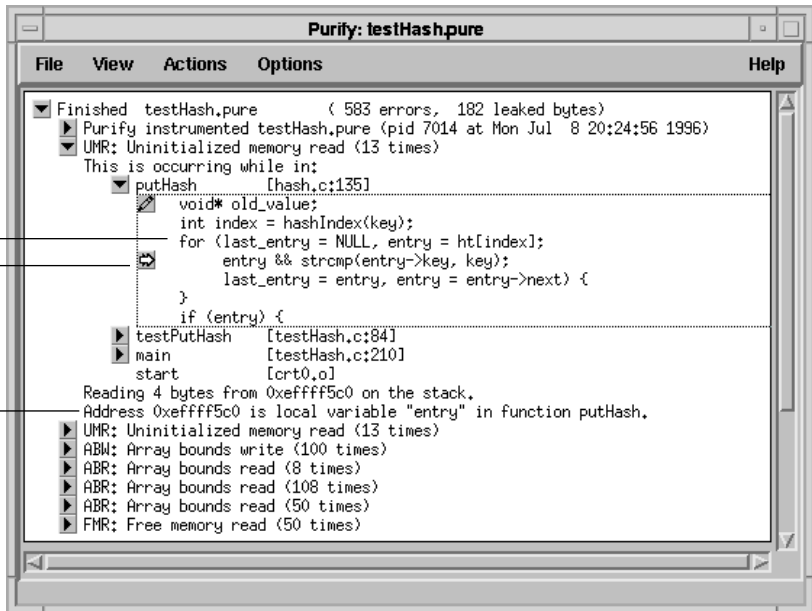 Purify: testHash.pure
File View Actions Options Help
Finished testHash.pure ( 583 errors, 182 leaked bytes)
Purify instrumented testHash.pure (pid 7014 at Mon Jul 8 20:24:56 1996)
UMR: Uninitialized memory read (13 times)
This is occurring while in:
putHash [hash.c:135]
void* old_value;
int index = hashIndex(key);
for (last_entry = NULL, entry = ht[index];
entry && strcmp(entry->key, key);
last_entry = entry, entry = entry->next) {
}
if (entry) {
testPutHash [testHash.c:84]
main [testHash.c:210]
start [crt0.o]
Reading 4 bytes from 0xeffff5c0 on the stack.
Address 0xeffff5c0 is local variable "entry" in function putHash.
UMR: Uninitialized memory read (13 times)
ABW: Array bounds write (100 times)
ABR: Array bounds read (8 times)
ABR: Array bounds read (108 times)
ABR: Array bounds read (50 times)
FMR: Free memory read (50 times)